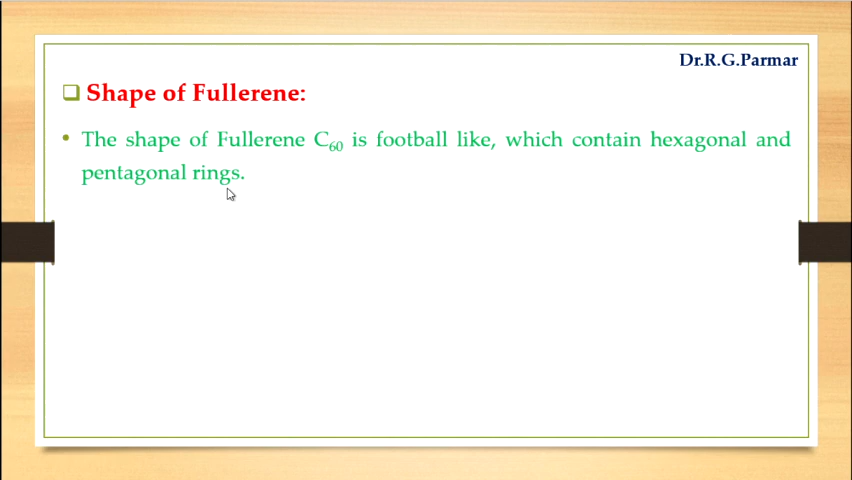 Dr.R.G.Parmar
❑ Shape of Fullerene:
• The shape of Fullerene C₆₀ is football like, which contain hexagonal and
pentagonal rings.